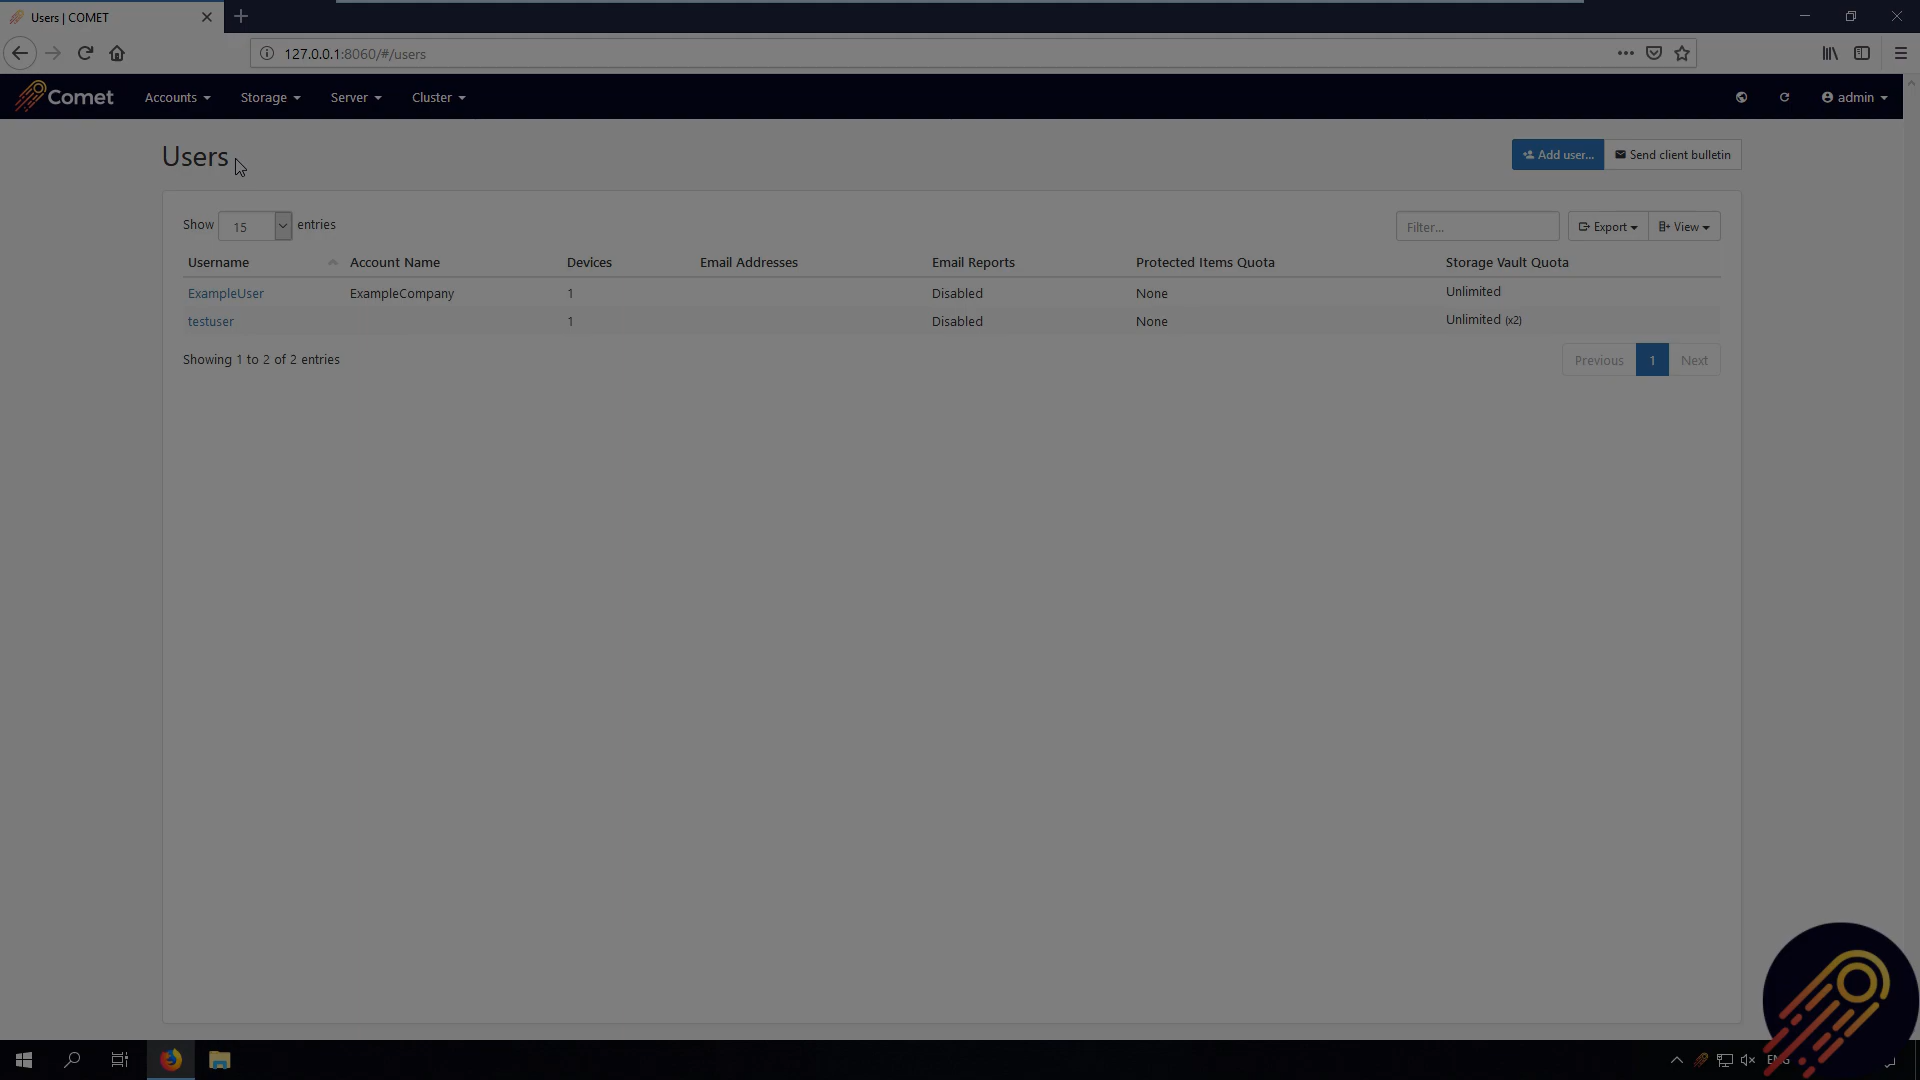 Users | COMET
127.0.0.1:8060/#/users
Comet Accounts Storage Server Cluster admin
Users
Add user... Send client bulletin
Show 15 entries
Filter... Export View
Username Account Name Devices Email Addresses Email Reports Protected Items Quota Storage Vault Quota
ExampleUser ExampleCompany 1 Disabled None Unlimited
testuser 1 Disabled None Unlimited (x2)
Showing 1 to 2 of 2 entries
Previous 1 Next
ENG